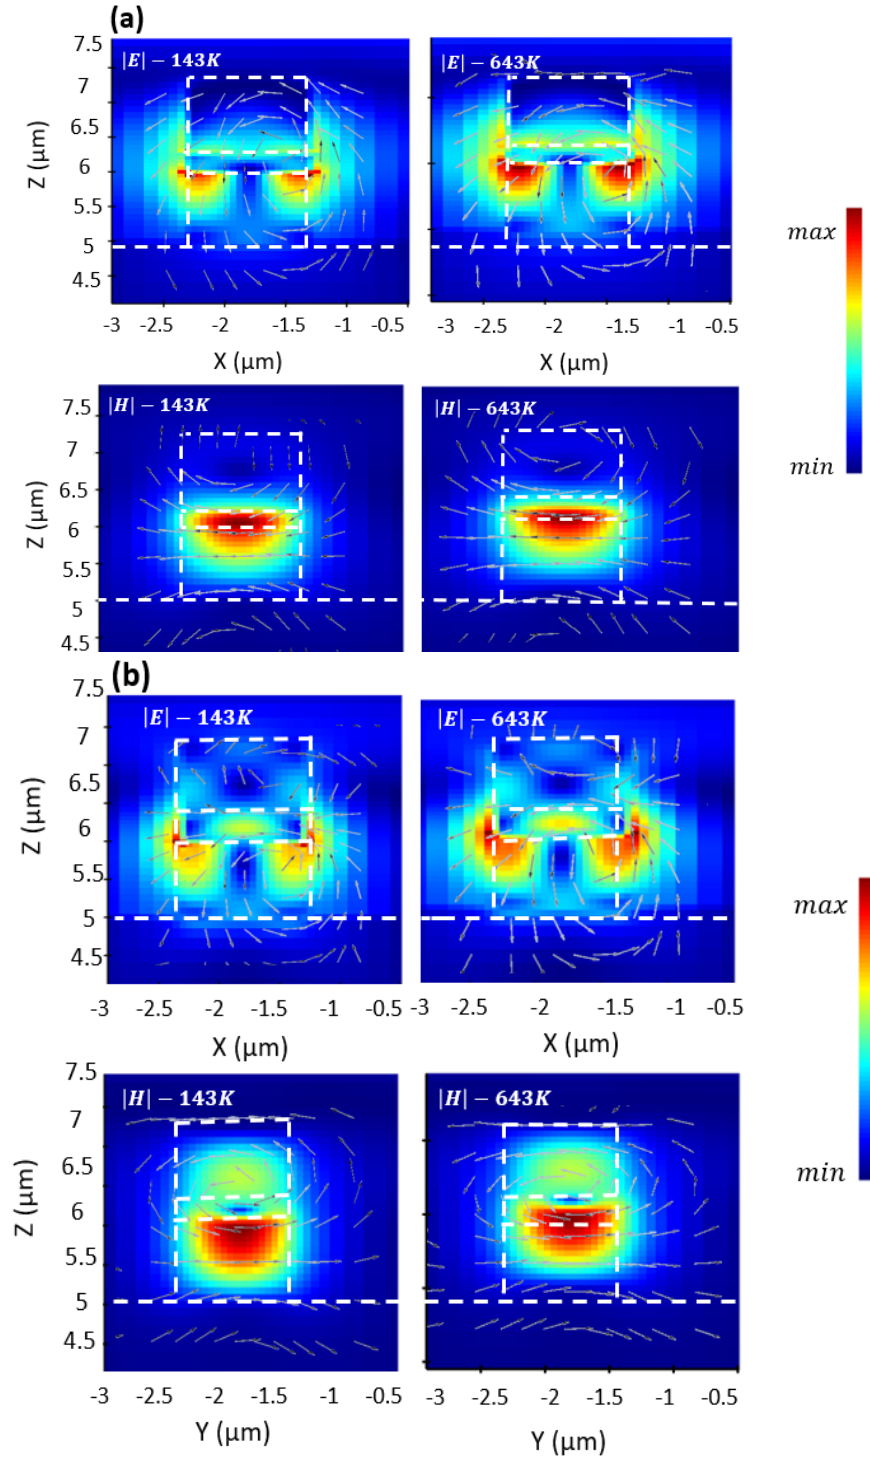 (a)
|E| − 143K
|E| − 643K
7.5
7
6.5
6
5.5
5
4.5
Z (μm)
-3 -2.5 -2 -1.5 -1 -0.5
-3 -2.5 -2 -1.5 -1 -0.5
X (μm)
X (μm)
max
min
|H| − 143K
|H| − 643K
7.5
7
6.5
6
5.5
5
4.5
Z (μm)
(b)
|E| − 143K
|E| − 643K
7.5
7
6.5
6
5.5
5
4.5
Z (μm)
-3 -2.5 -2 -1.5 -1 -0.5
-3 -2.5 -2 -1.5 -1 -0.5
X (μm)
X (μm)
max
min
|H| − 143K
|H| − 643K
7.5
7
6.5
6
5.5
5
4.5
Z (μm)
-3 -2.5 -2 -1.5 -1 -0.5
-3 -2.5 -2 -1.5 -1 -0.5
Y (μm)
Y (μm)